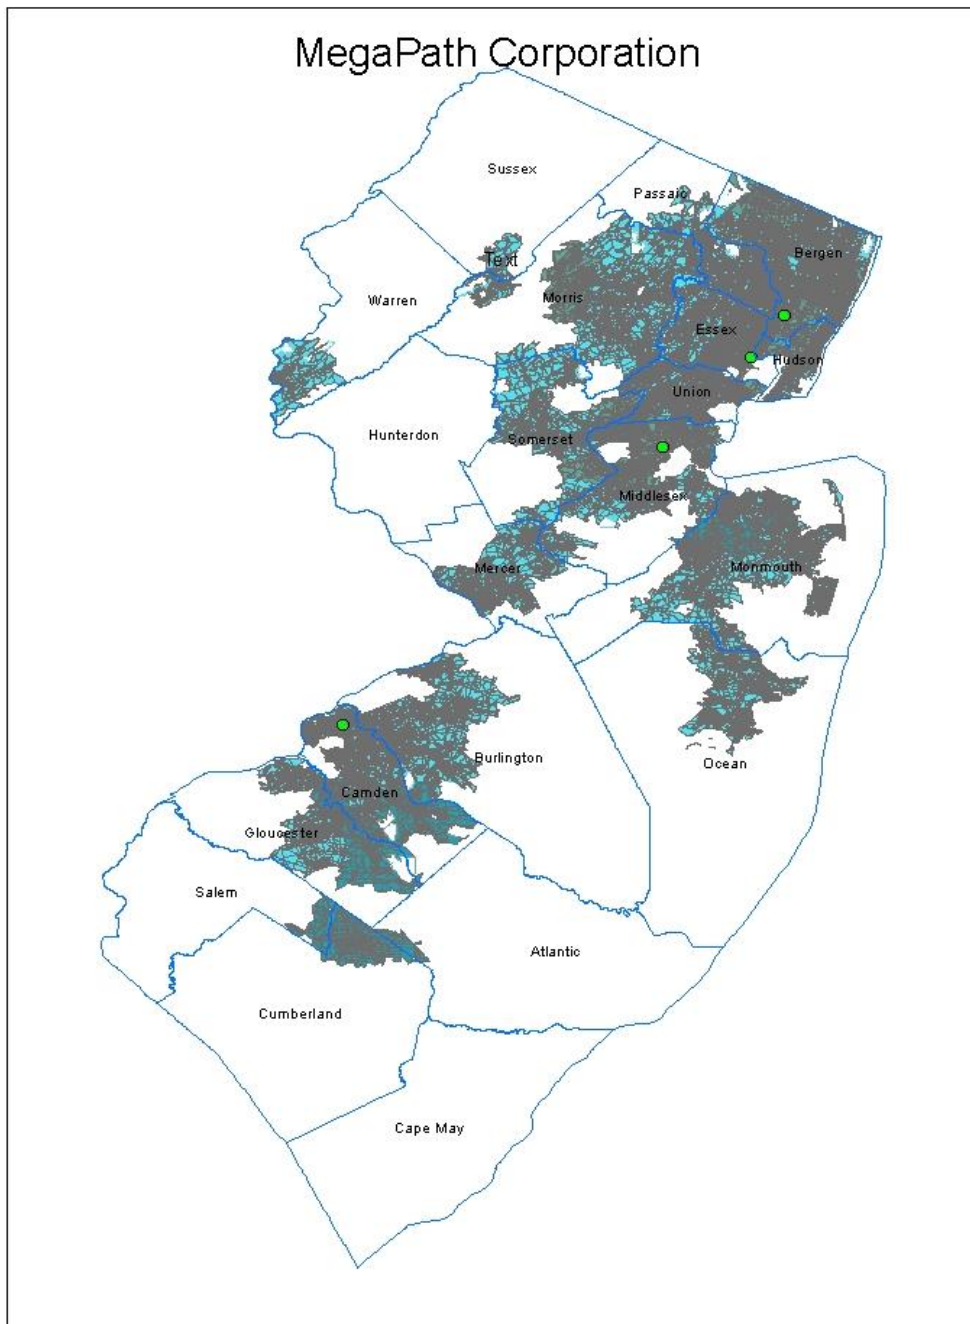 MegaPath Corporation
Sussex
Passaic
Bergen
Text
Warren
Morris
Essex
Hudson
Union
Hunterdon
Somerset
Middlesex
Mercer
Monmouth
Burlington
Ocean
Camden
Gloucester
Salem
Atlantic
Cumberland
Cape May